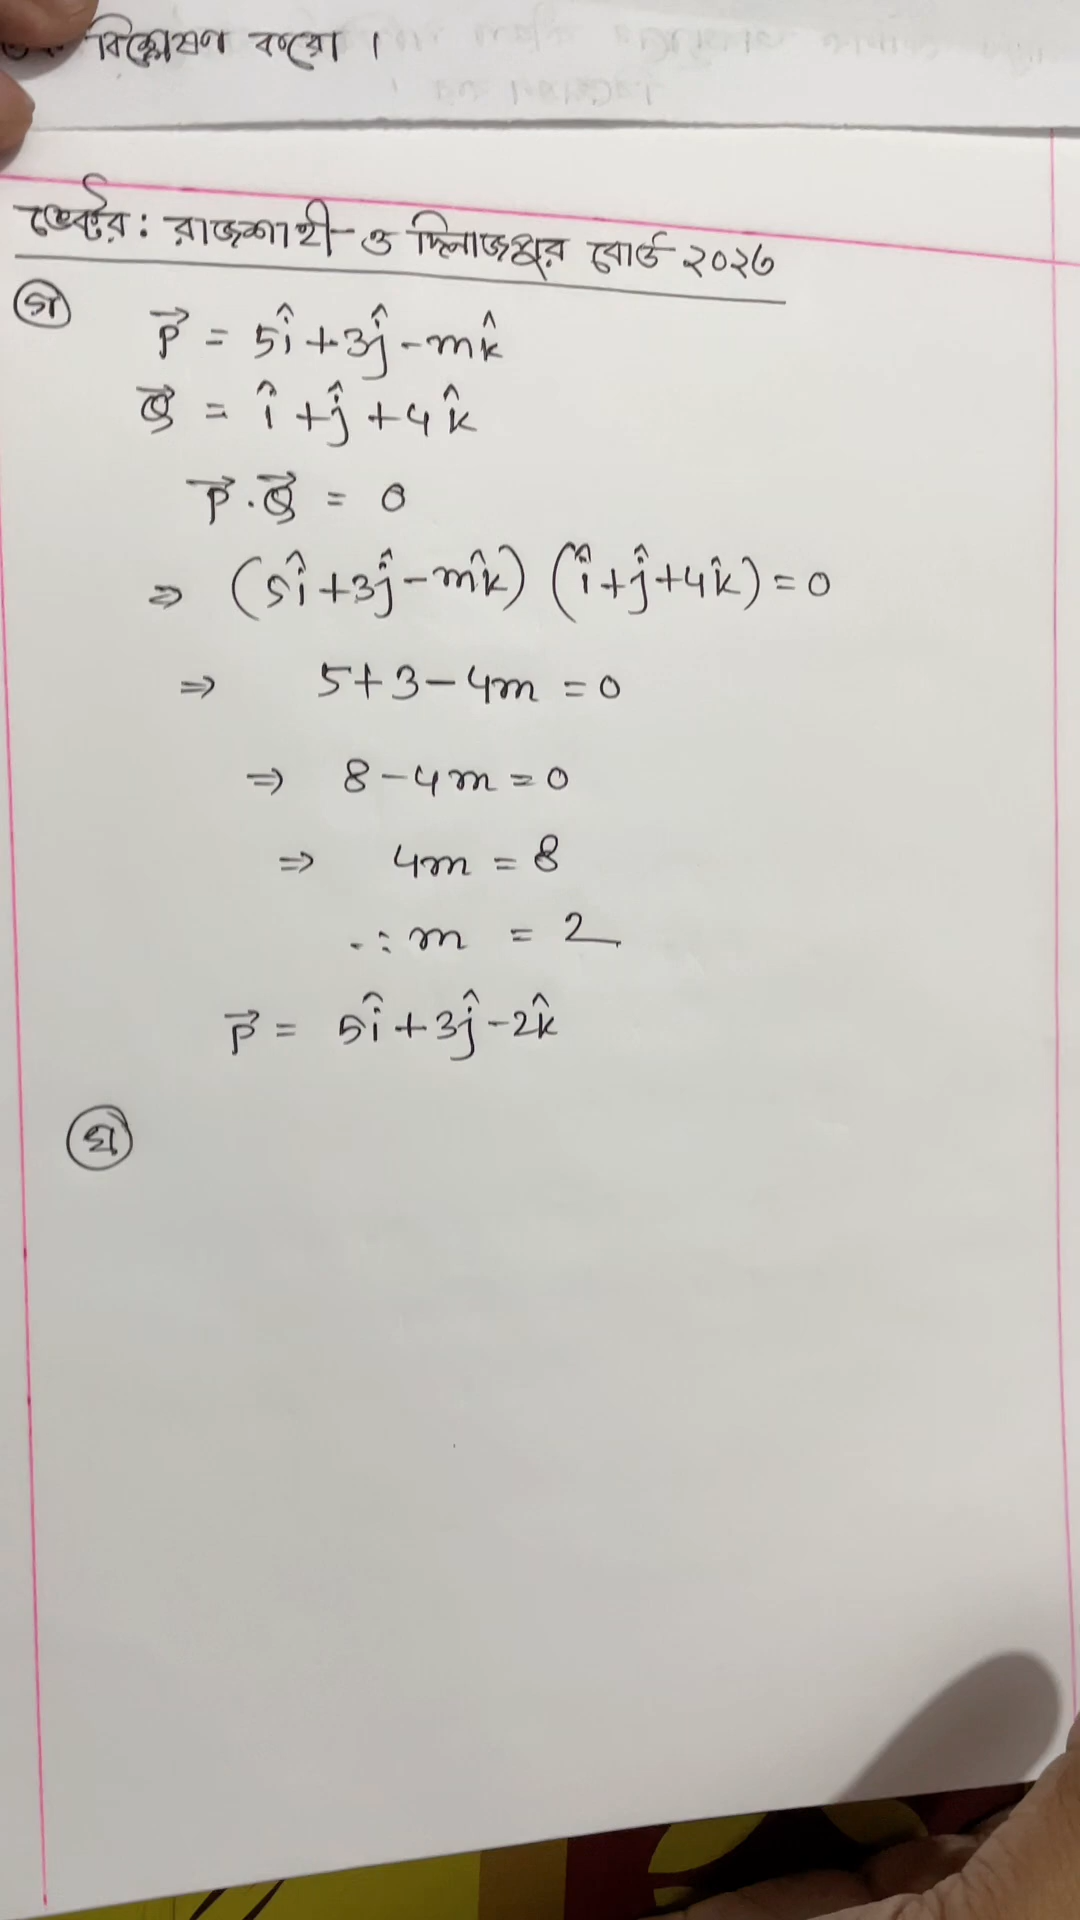 বিশ্লেষণ করো ।
ভেক্টর : রাজশাহী ও দিনাজপুর বোর্ড ২০২৬
গ
P⃗ = 5î + 3ĵ - mk̂
Q⃗ = î + ĵ + 4k̂
P⃗ . Q⃗ = 0
⇒ (5î + 3ĵ - mk̂) (î + ĵ + 4k̂) = 0
⇒ 5 + 3 - 4m = 0
⇒ 8 - 4m = 0
⇒ 4m = 8
∴ m = 2
P⃗ = 5î + 3ĵ - 2k̂
ঘ